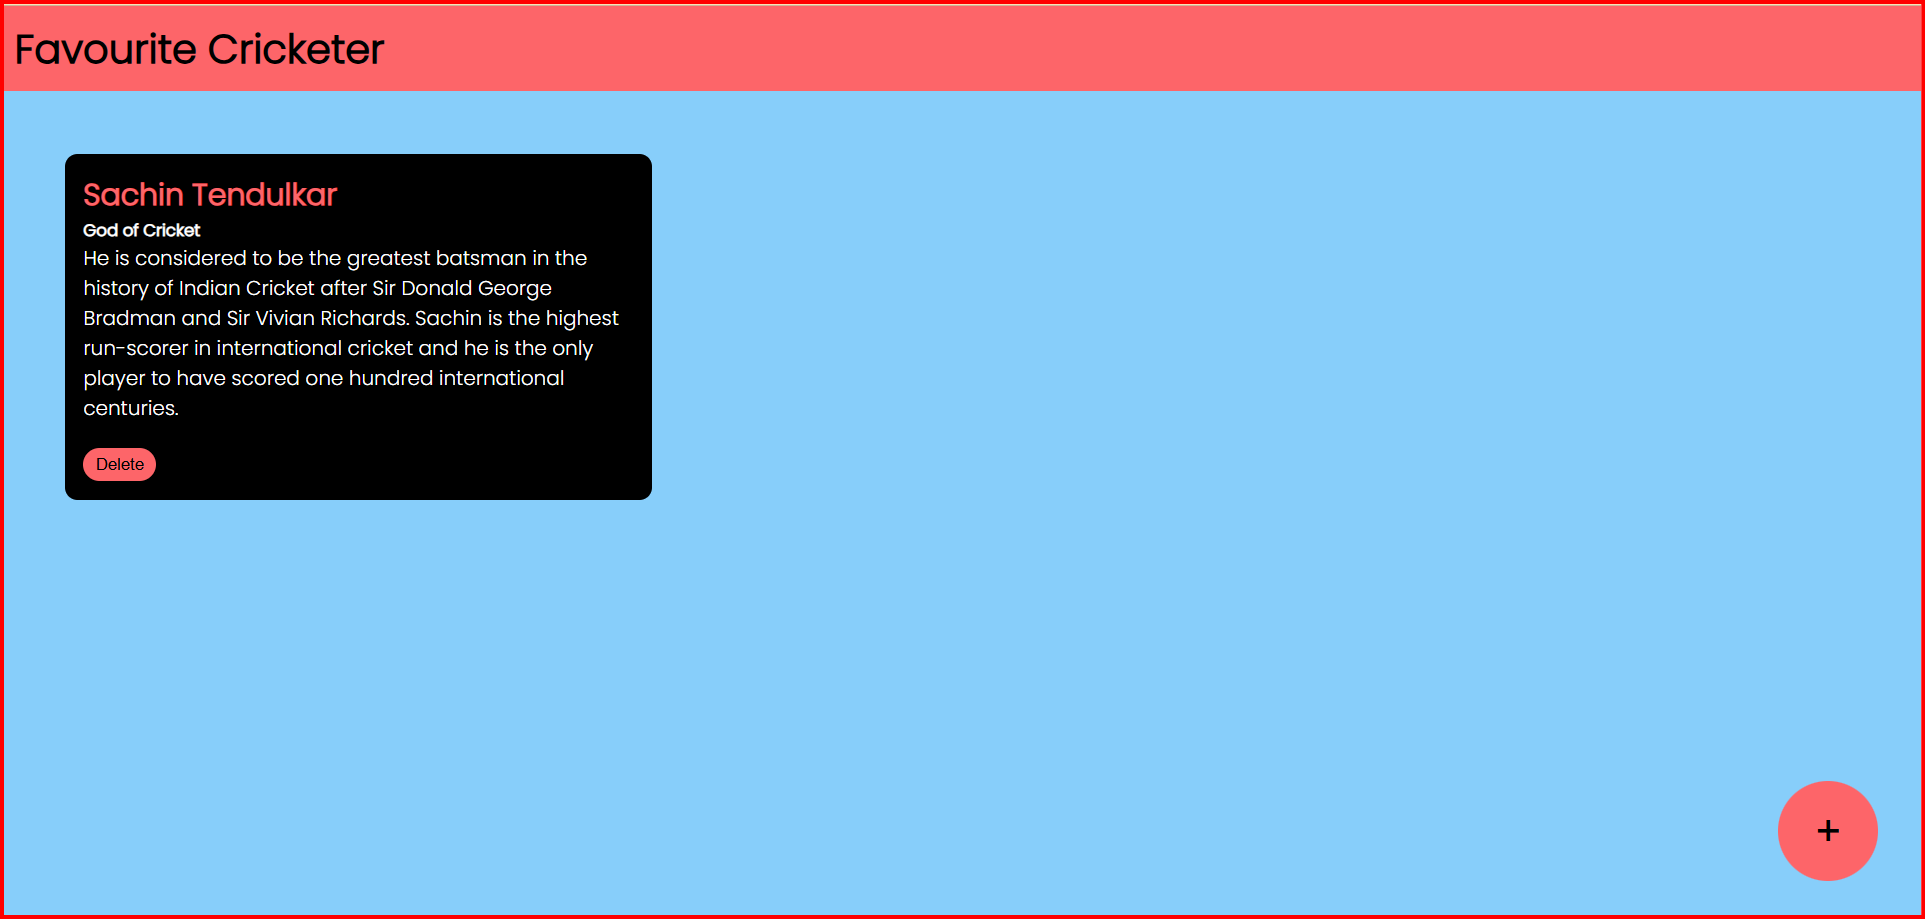 Favourite Cricketer
Sachin Tendulkar
God of Cricket
He is considered to be the greatest batsman in the
history of Indian Cricket after Sir Donald George
Bradman and Sir Vivian Richards. Sachin is the highest
run-scorer in international cricket and he is the only
player to have scored one hundred international
centuries.
Delete
+